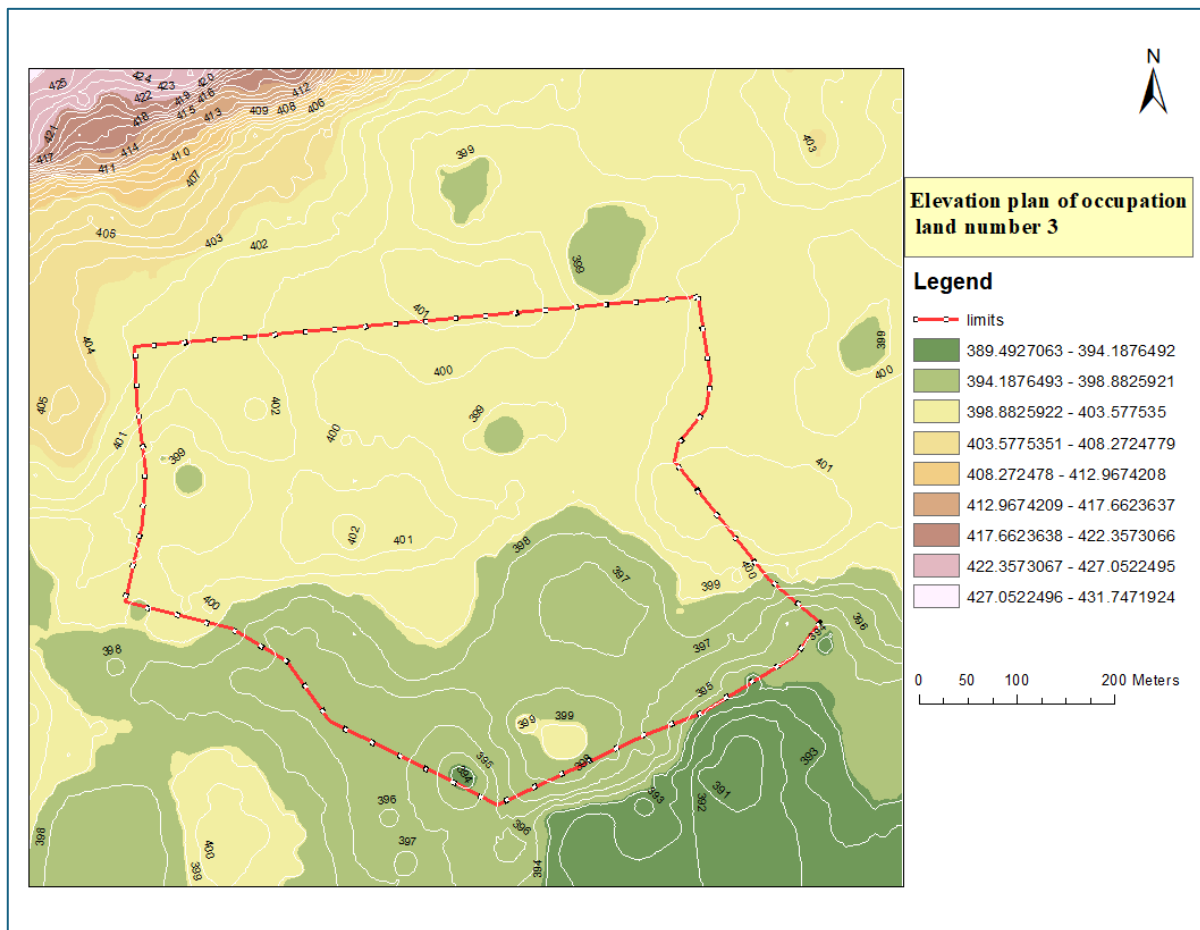 N
Elevation plan of occupation
land number 3
Legend
limits
389.4927063 - 394.1876492
394.1876493 - 398.8825921
398.8825922 - 403.577535
403.5775351 - 408.2724779
408.272478 - 412.9674208
412.9674209 - 417.6623637
417.6623638 - 422.3573066
422.3573067 - 427.0522495
427.0522496 - 431.7471924
0 50 100 200 Meters
425 424 423 420
422 419 416 412
421 418 415 413 409 408 406
417 414 410
411 407
403
399
405 403 402
399
401
404 400 399
400
405 402 399
401 400
399 401
402 401 398
397 399 400
400
396
398 397 394
395
399 399
395 398 393
394
396 393 392 391
398 397 396
400
399 394